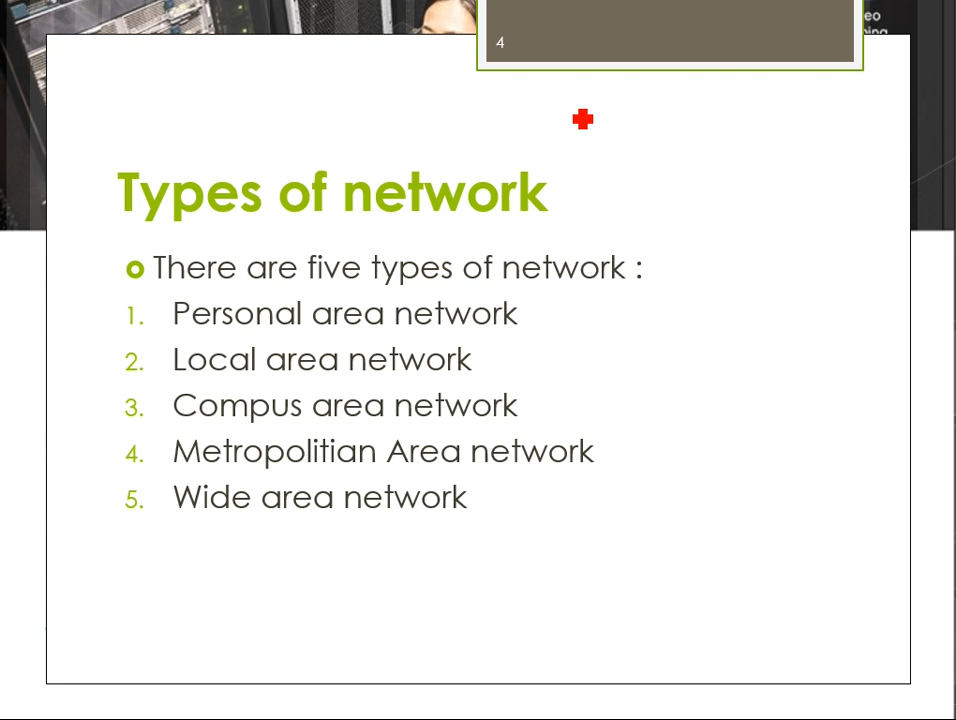 4
Types of network
There are five types of network :
1. Personal area network
2. Local area network
3. Compus area network
4. Metropolitian Area network
5. Wide area network